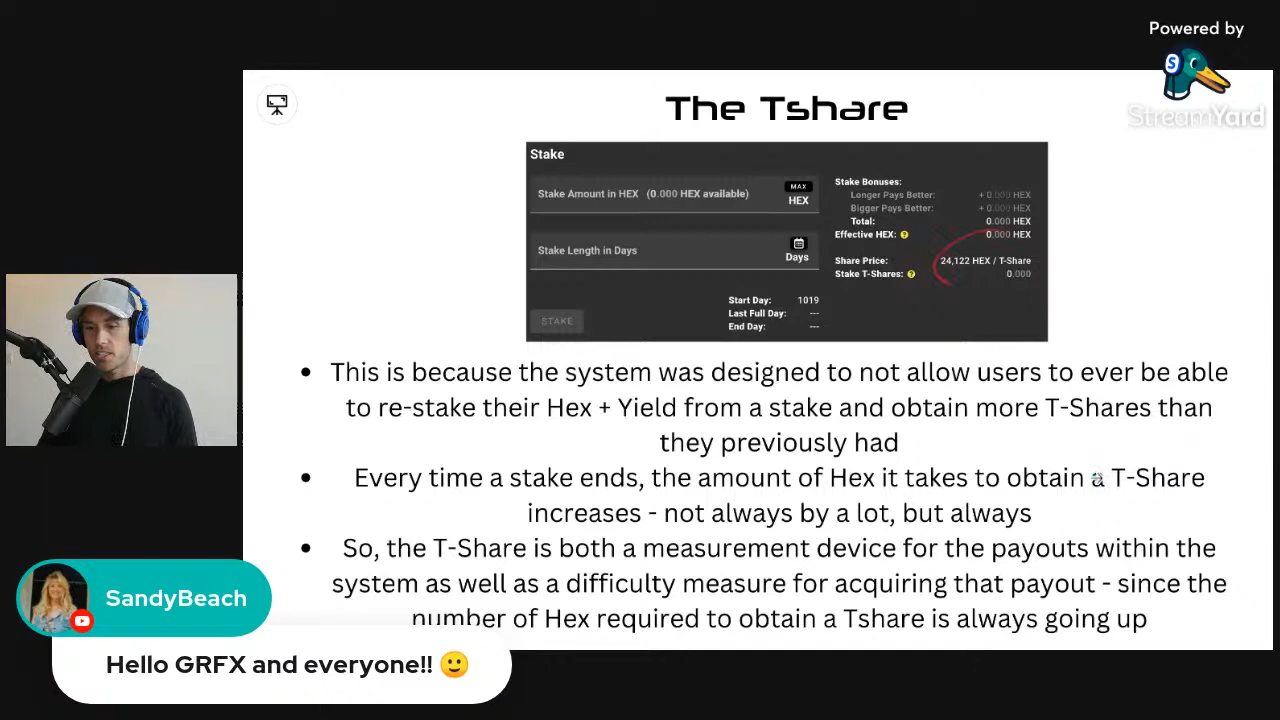 Powered by
StreamYard
The Tshare
Stake
Stake Amount in HEX (0.000 HEX available)
MAX
HEX
Stake Length in Days
Days
STAKE
Start Day: 1019
Last Full Day: ---
End Day: ---
Stake Bonuses:
Longer Pays Better: + 0.000 HEX
Bigger Pays Better: + 0.000 HEX
Total: 0.000 HEX
Effective HEX: ? 0.000 HEX
Share Price: 24,122 HEX / T-Share
Stake T-Shares: ? 0.000
• This is because the system was designed to not allow users to ever be able
to re-stake their Hex + Yield from a stake and obtain more T-Shares than
they previously had
• Every time a stake ends, the amount of Hex it takes to obtain a T-Share
increases - not always by a lot, but always
• So, the T-Share is both a measurement device for the payouts within the
system as well as a difficulty measure for acquiring that payout - since the
number of Hex required to obtain a Tshare is always going up
SandyBeach
Hello GRFX and everyone!! 🙂